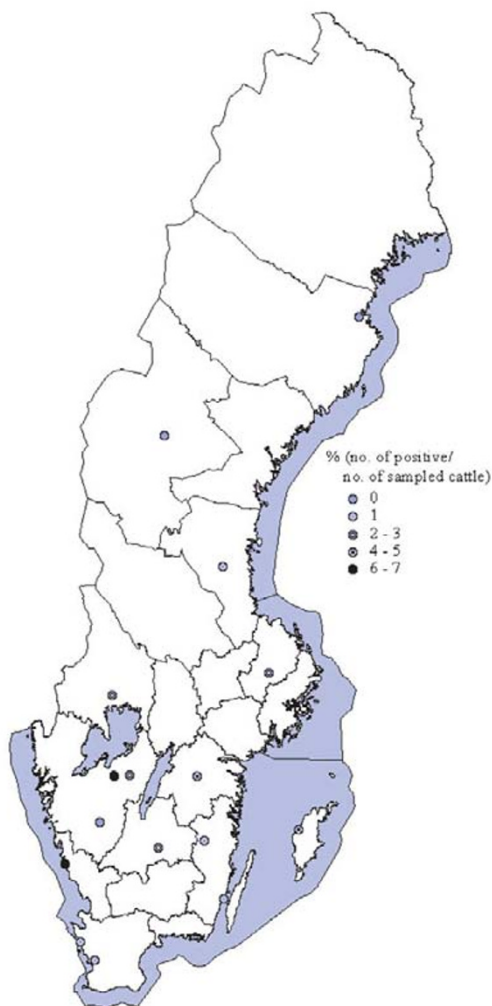 % (no. of positive/
no. of sampled cattle)
0
1
2 - 3
4 - 5
6 - 7